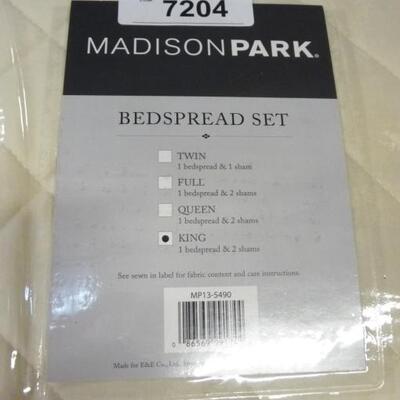 7204
MADISONPARK®
BEDSPREAD SET
TWIN
1 bedspread & 1 sham
FULL
1 bedspread & 2 shams
QUEEN
1 bedspread & 2 shams
KING
1 bedspread & 2 shams
See sewn in label for fabric content and care instructions.
MP13-5490
0 86569
Made for E&E Co., Ltd.